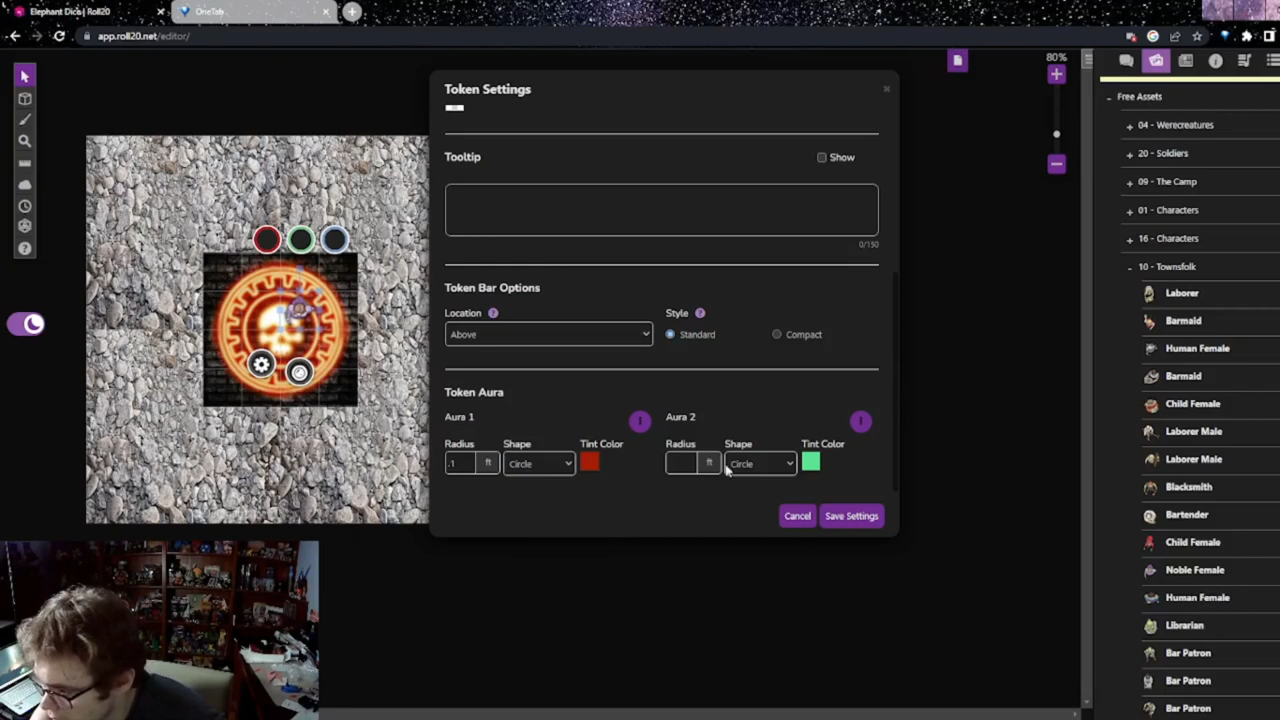 Elephant Dice | Roll20
OneTab
app.roll20.net/editor/
80%
Token Settings
Tooltip
Show
0/150
Token Bar Options
Location
Style
Above
Standard
Compact
Token Aura
Aura 1
Aura 2
Radius
Shape
Tint Color
Radius
Shape
Tint Color
.1
ft
Circle
ft
Circle
Cancel
Save Settings
Free Assets
04 - Werecreatures
20 - Soldiers
09 - The Camp
01 - Characters
16 - Characters
10 - Townsfolk
Laborer
Barmaid
Human Female
Barmaid
Child Female
Laborer Male
Laborer Male
Blacksmith
Bartender
Child Female
Noble Female
Human Female
Librarian
Bar Patron
Bar Patron
Bar Patron